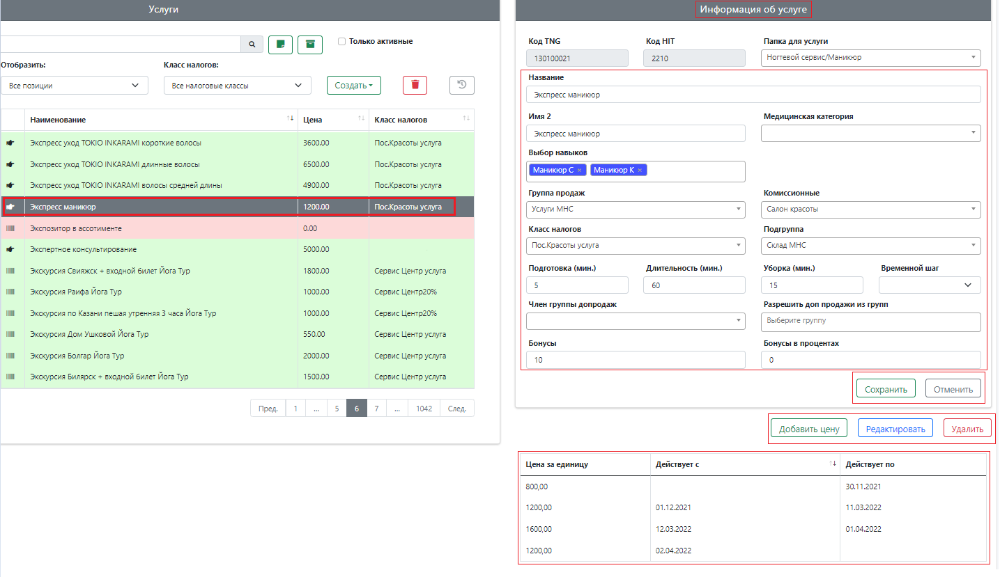 Услуги
Только активные
Отобразить:
Класс налогов:
Все позиции
Все налоговые классы
Создать
Наименование
Цена
Класс налогов
Экспресс уход TOKIO INKARAMI короткие волосы
3600.00
Пос.Красоты услуга
Экспресс уход TOKIO INKARAMI длинные волосы
6500.00
Пос.Красоты услуга
Экспресс уход TOKIO INKARAMI волосы средней длины
4900.00
Пос.Красоты услуга
Экспресс маникюр
1200.00
Пос.Красоты услуга
Экспозитор в ассотименте
0.00
Экспертное консультирование
5000.00
Экскурсия Свияжск + входной билет Йога Тур
1800.00
Сервис Центр услуга
Экскурсия Раифа Йога Тур
1000.00
Сервис Центр20%
Экскурсия по Казани пешая утренняя 3 часа Йога Тур
1000.00
Сервис Центр20%
Экскурсия Дом Ушковой Йога Тур
550.00
Сервис Центр услуга
Экскурсия Болгар Йога Тур
2000.00
Сервис Центр услуга
Экскурсия Билярск + входной билет Йога Тур
1500.00
Сервис Центр услуга
Пред.
1
...
5
6
7
...
1042
След.
Информация об услуге
Код TNG
Код HIT
Папка для услуги
130100021
2210
Ногтевой сервис/Маникюр
Название
Экспресс маникюр
Имя 2
Медицинская категория
Экспресс маникюр
Выбор навыков
Маникюр С ×
Маникюр К ×
Группа продаж
Комиссионные
Услуги МНС
Салон красоты
Класс налогов
Подгруппа
Пос.Красоты услуга
Склад МНС
Подготовка (мин.)
Длительность (мин.)
Уборка (мин.)
Временной шаг
5
60
15
Член группы допродаж
Разрешить доп продажи из групп
Выберите группу
Бонусы
Бонусы в процентах
10
0
Сохранить
Отменить
Добавить цену
Редактировать
Удалить
Цена за единицу
Действует с
Действует по
800,00
30.11.2021
1200,00
01.12.2021
11.03.2022
1600,00
12.03.2022
01.04.2022
1200,00
02.04.2022